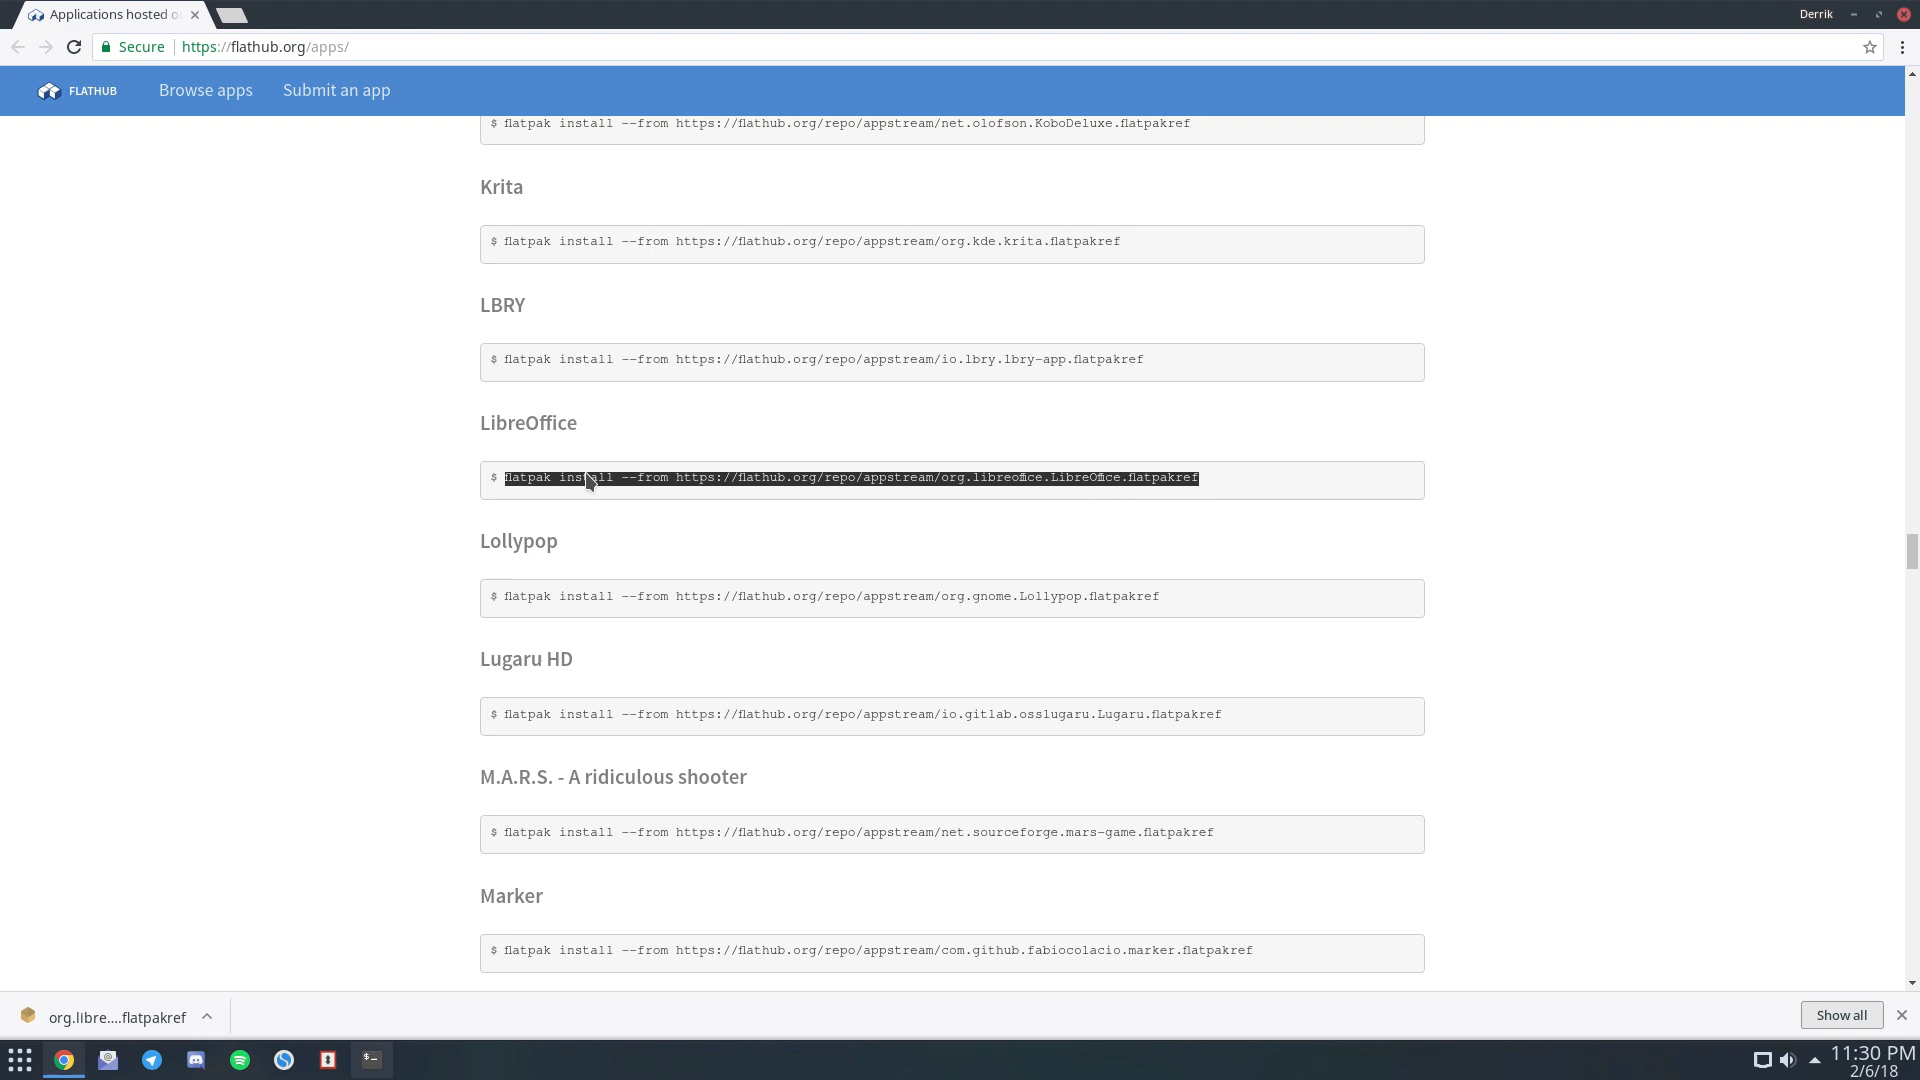 Applications hosted o
Derrik
Secure
https://flathub.org/apps/
FLATHUB
Browse apps
Submit an app
$ flatpak install --from https://flathub.org/repo/appstream/net.olofson.KoboDeluxe.flatpakref
Krita
$ flatpak install --from https://flathub.org/repo/appstream/org.kde.krita.flatpakref
LBRY
$ flatpak install --from https://flathub.org/repo/appstream/io.lbry.lbry-app.flatpakref
LibreOffice
$ flatpak install --from https://flathub.org/repo/appstream/org.libreoffice.LibreOffice.flatpakref
Lollypop
$ flatpak install --from https://flathub.org/repo/appstream/org.gnome.Lollypop.flatpakref
Lugaru HD
$ flatpak install --from https://flathub.org/repo/appstream/io.gitlab.osslugaru.Lugaru.flatpakref
M.A.R.S. - A ridiculous shooter
$ flatpak install --from https://flathub.org/repo/appstream/net.sourceforge.mars-game.flatpakref
Marker
$ flatpak install --from https://flathub.org/repo/appstream/com.github.fabiocolacio.marker.flatpakref
org.libre....flatpakref
Show all
11:30 PM
2/6/18